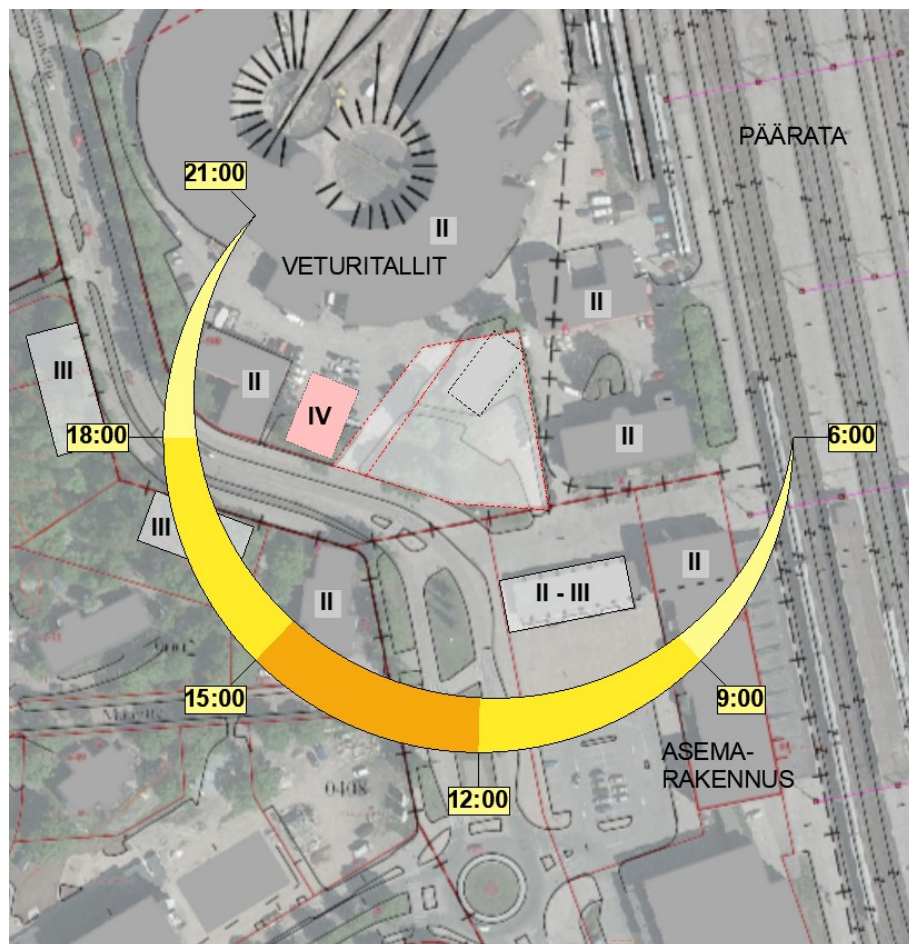 PÄÄRATA
21:00
II
VETURITALLIT
II
III
II
IV
18:00
II
6:00
III
II
II
II - III
15:00
9:00
ASEMA-
RAKENNUS
12:00